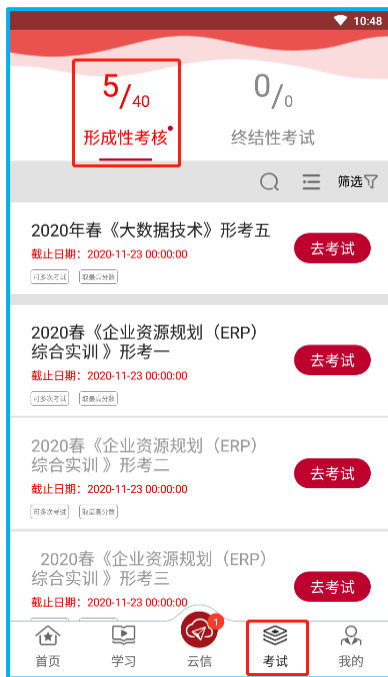 10:48
5/40
0/0
形成性考核
终结性考试
筛选
2020年春《大数据技术》形考五
截止日期：2020-11-23 00:00:00
去考试
可多次考试 取最高分数
2020春《企业资源规划（ERP）
综合实训 》形考一
截止日期：2020-11-23 00:00:00
去考试
可多次考试 取最高分数
2020春《企业资源规划（ERP）
综合实训 》形考二
截止日期：2020-11-23 00:00:00
去考试
可多次考试 取最高分数
2020春《企业资源规划（ERP）
综合实训 》形考三
截止日期：2020-11-23 00:00:00
去考试
1
首页
学习
云信
考试
我的